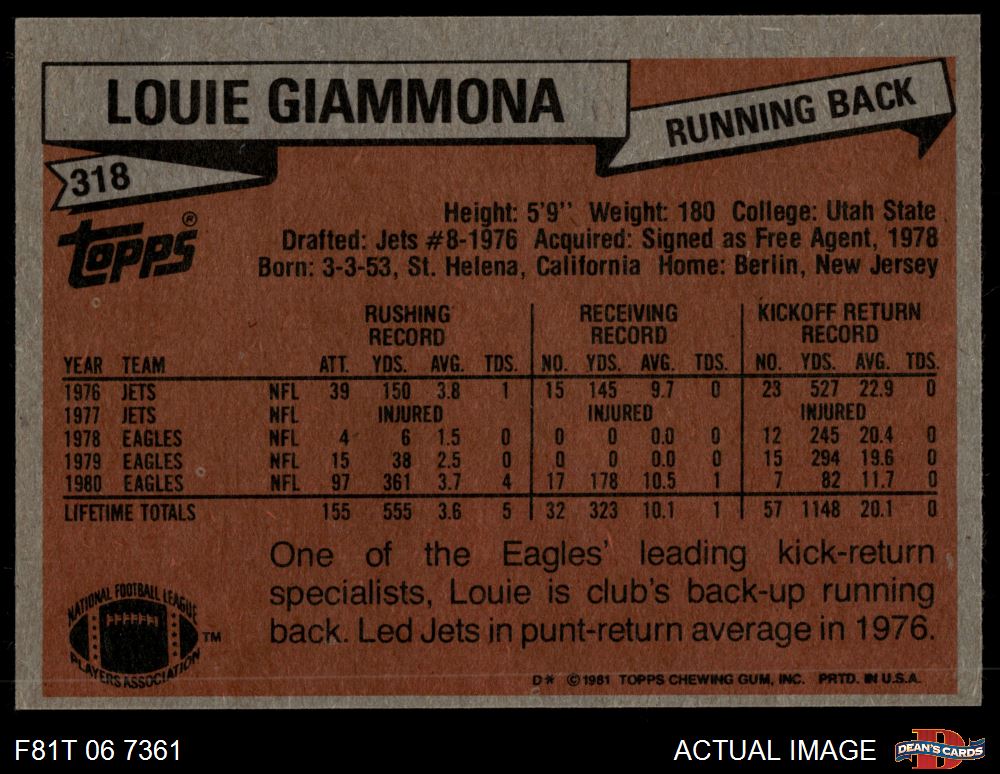 LOUIE GIAMMONA
RUNNING BACK
318
TOPPS®
Height: 5'9" Weight: 180 College: Utah State
Drafted: Jets #8-1976 Acquired: Signed as Free Agent, 1978
Born: 3-3-53, St. Helena, California Home: Berlin, New Jersey
RUSHING RECORD RECEIVING RECORD KICKOFF RETURN RECORD
YEAR TEAM ATT. YDS. AVG. TDS. NO. YDS. AVG. TDS. NO. YDS. AVG. TDS.
1976 JETS NFL 39 150 3.8 1 15 145 9.7 0 23 527 22.9 0
1977 JETS NFL INJURED INJURED INJURED
1978 EAGLES NFL 4 6 1.5 0 0 0 0.0 0 12 245 20.4 0
1979 EAGLES NFL 15 38 2.5 0 0 0 0.0 0 15 294 19.6 0
1980 EAGLES NFL 97 361 3.7 4 17 178 10.5 1 7 82 11.7 0
LIFETIME TOTALS 155 555 3.6 5 32 323 10.1 1 57 1148 20.1 0
One of the Eagles' leading kick-return
specialists, Louie is club's back-up running
back. Led Jets in punt-return average in 1976.
NATIONAL FOOTBALL LEAGUE
PLAYERS ASSOCIATION
TM
D* ©1981 TOPPS CHEWING GUM, INC. PRTD. IN U.S.A.
F81T 06 7361
ACTUAL IMAGE
D
DEAN'S CARDS